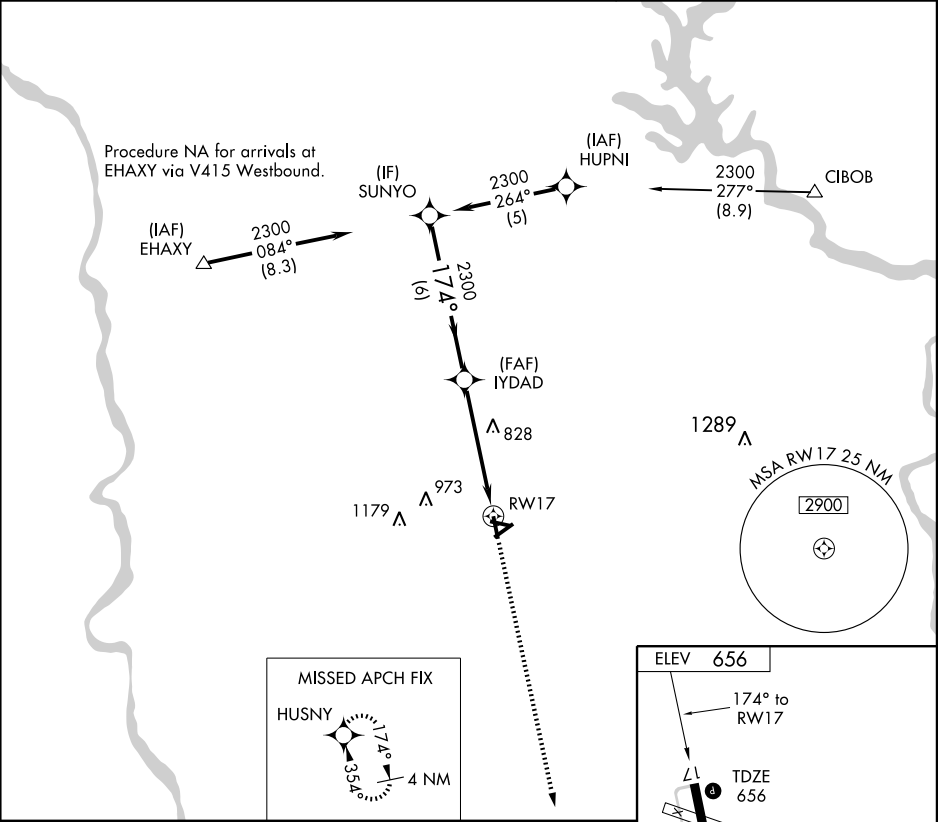 Procedure NA for arrivals at
EHAXY via V415 Westbound.
(IAF)
HUPNI
(IF)
SUNYO
2300
264°
(5)
2300
277°
(8.9)
CIBOB
(IAF)
EHAXY
2300
084°
(8.3)
2300
174°
(6)
(FAF)
IYDAD
828
1289
973
1179
RW17
MSA RW17 25 NM
2900
MISSED APCH FIX
HUSNY
174°
354°
4 NM
ELEV 656
174° to
RW17
17
TDZE
656
P
X